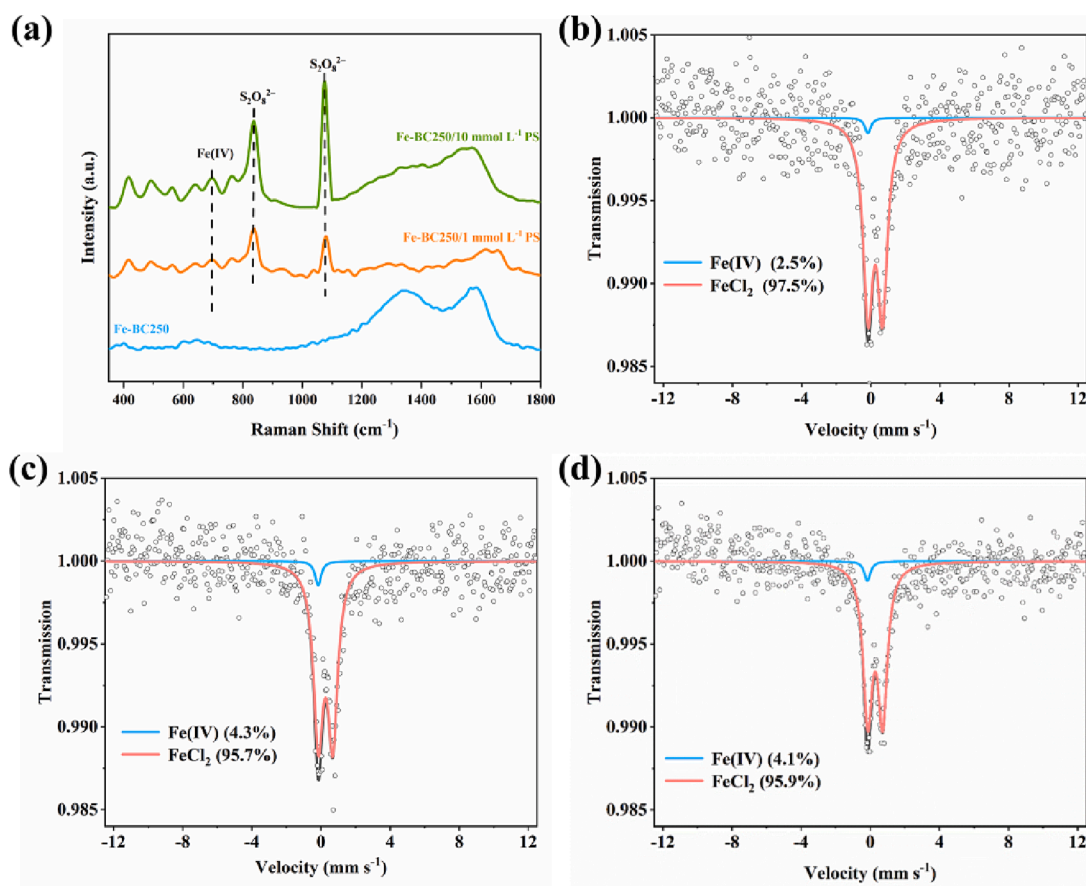 (a)
S₂O₈²⁻
S₂O₈²⁻
Fe(IV)
Fe-BC250/10 mmol L⁻¹ PS
Fe-BC250/1 mmol L⁻¹ PS
Fe-BC250
Intensity (a.u.)
400 600 800 1000 1200 1400 1600 1800
Raman Shift (cm⁻¹)
(b)
1.005
1.000
0.995
0.990
0.985
Transmission
Fe(IV) (2.5%)
FeCl₂ (97.5%)
-12 -8 -4 0 4 8 12
Velocity (mm s⁻¹)
(c)
1.005
1.000
0.995
0.990
0.985
Transmission
Fe(IV) (4.3%)
FeCl₂ (95.7%)
-12 -8 -4 0 4 8 12
Velocity (mm s⁻¹)
(d)
1.005
1.000
0.995
0.990
0.985
Transmission
Fe(IV) (4.1%)
FeCl₂ (95.9%)
-12 -8 -4 0 4 8 12
Velocity (mm s⁻¹)